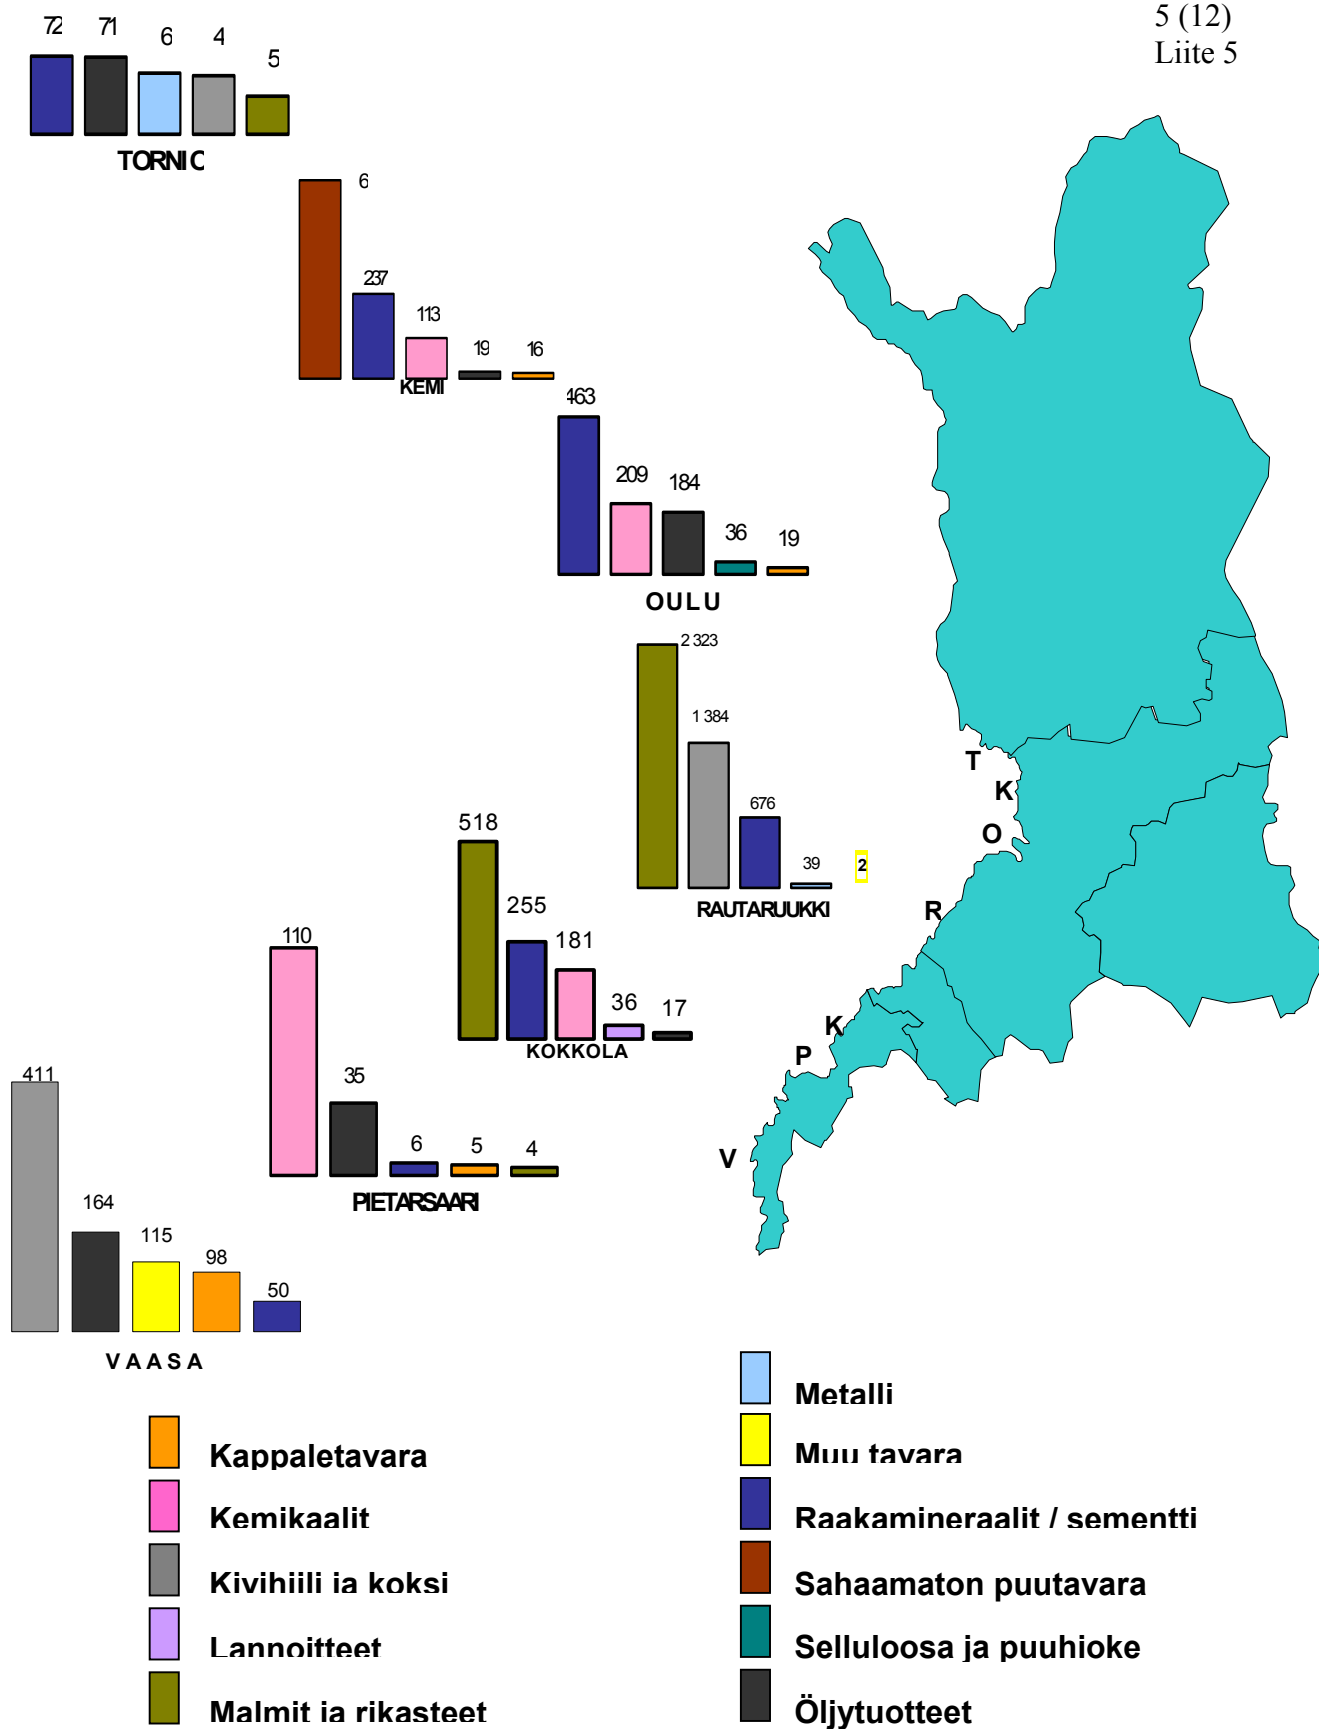 5 (12)
Liite 5
72 71 6 4 5
TORNIO
6 237 113 19 16
KEMI
463 209 184 36 19
OULU
2 323 1 384 676 39 2
RAUTARUUKKI
518 255 181 36 17
KOKKOLA
110 35 6 5 4
PIETARSAARI
411 164 115 98 50
VAASA
T
K
O
R
K
P
V
Kappaletavara
Kemikaalit
Kivihiili ja koksi
Lannoitteet
Malmit ja rikasteet
Metalli
Muu tavara
Raakamineraalit / sementti
Sahaamaton puutavara
Selluloosa ja puuhioke
Öljytuotteet